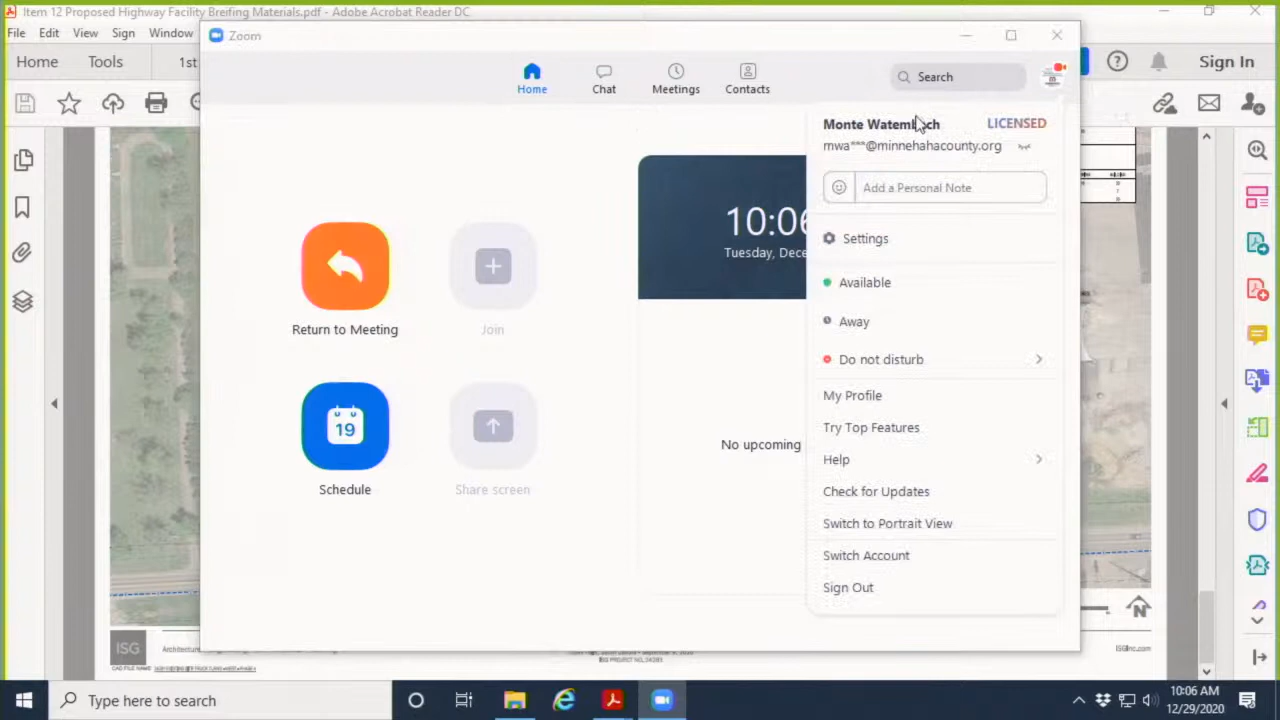 Item 12 Proposed Highway Facility Breifing Materials.pdf - Adobe Acrobat Reader DC
File Edit View Sign Window
Zoom
Home Tools 1st
Sign In
Home Chat Meetings Contacts
Search
Monte Watemb ch LICENSED
mwa***@minnehahacounty.org
Add a Personal Note
10:06
Tuesday, Dece
Settings
Available
Away
Do not disturb
Return to Meeting Join
My Profile
Try Top Features
No upcoming
Help
19
Schedule Share screen
Check for Updates
Switch to Portrait View
Switch Account
Sign Out
ISG
ISGInc.com
Type here to search
10:06 AM
12/29/2020